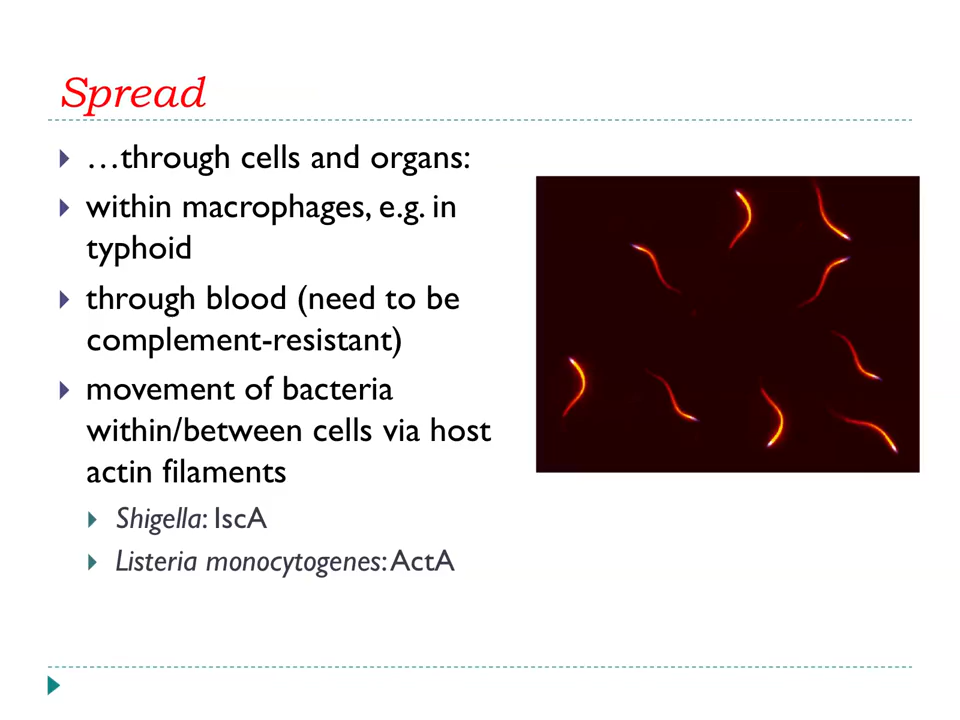 Spread
…through cells and organs:
within macrophages, e.g. in
typhoid
through blood (need to be
complement-resistant)
movement of bacteria
within/between cells via host
actin filaments
Shigella: IscA
Listeria monocytogenes: ActA